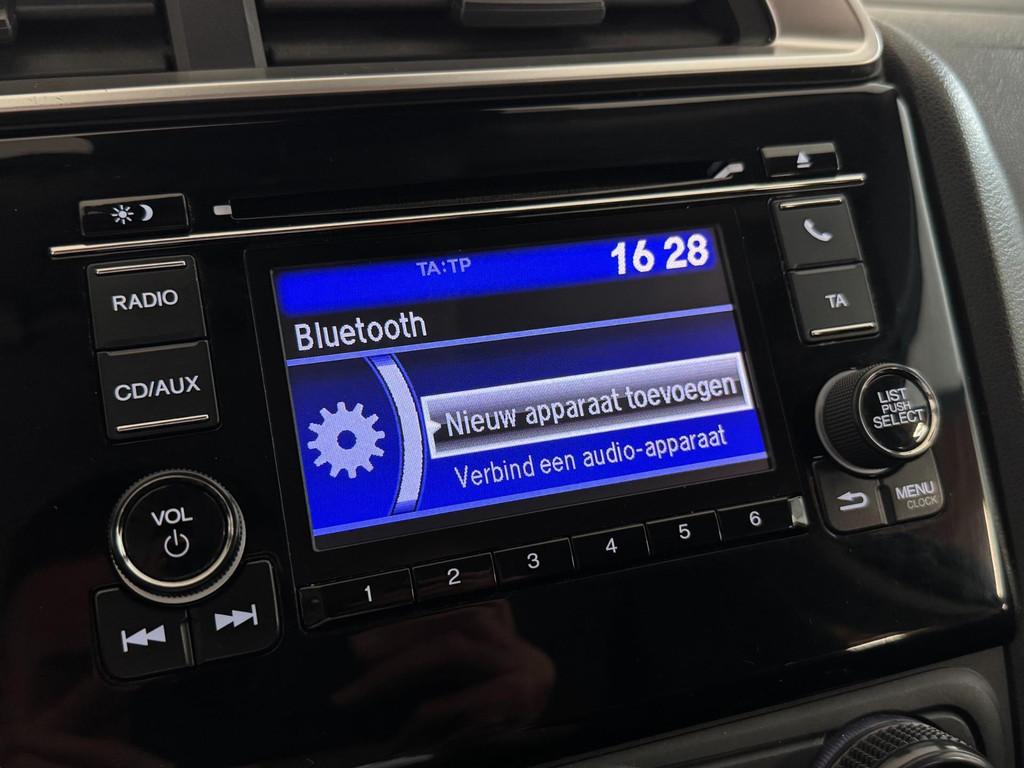 TA:TP
16 28
RADIO
Bluetooth
TA
CD/AUX
Nieuw apparaat toevoegen
LIST
PUSH
SELECT
Verbind een audio-apparaat
VOL
MENU
CLOCK
1
2
3
4
5
6